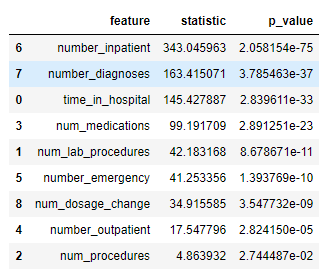 feature statistic p_value
6 number_inpatient 343.045963 2.058154e-75
7 number_diagnoses 163.415071 3.785463e-37
0 time_in_hospital 145.427887 2.839611e-33
3 num_medications 99.191709 2.891251e-23
1 num_lab_procedures 42.183168 8.678671e-11
5 number_emergency 41.253356 1.393769e-10
8 num_dosage_change 34.915585 3.547732e-09
4 number_outpatient 17.547796 2.824150e-05
2 num_procedures 4.863932 2.744487e-02